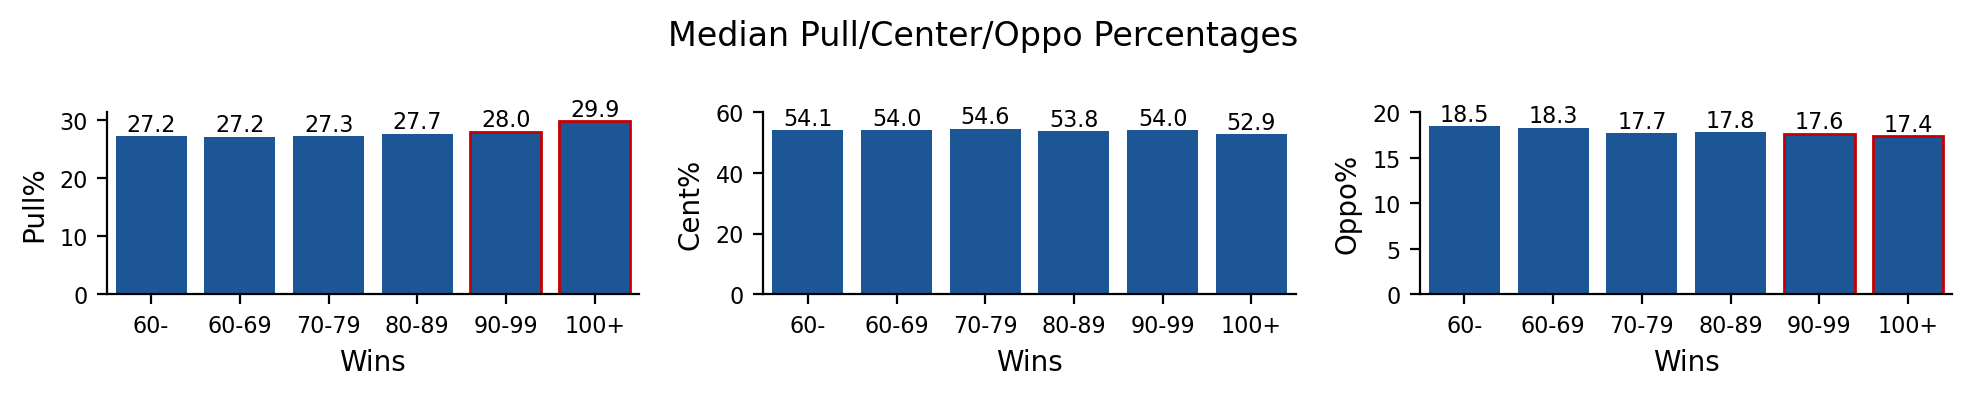 Median Pull/Center/Oppo Percentages
Pull%
30
20
10
0
27.2 27.2 27.3 27.7 28.0 29.9
60- 60-69 70-79 80-89 90-99 100+
Wins
Cent%
60
40
20
0
54.1 54.0 54.6 53.8 54.0 52.9
60- 60-69 70-79 80-89 90-99 100+
Wins
Oppo%
20
15
10
5
0
18.5 18.3 17.7 17.8 17.6 17.4
60- 60-69 70-79 80-89 90-99 100+
Wins